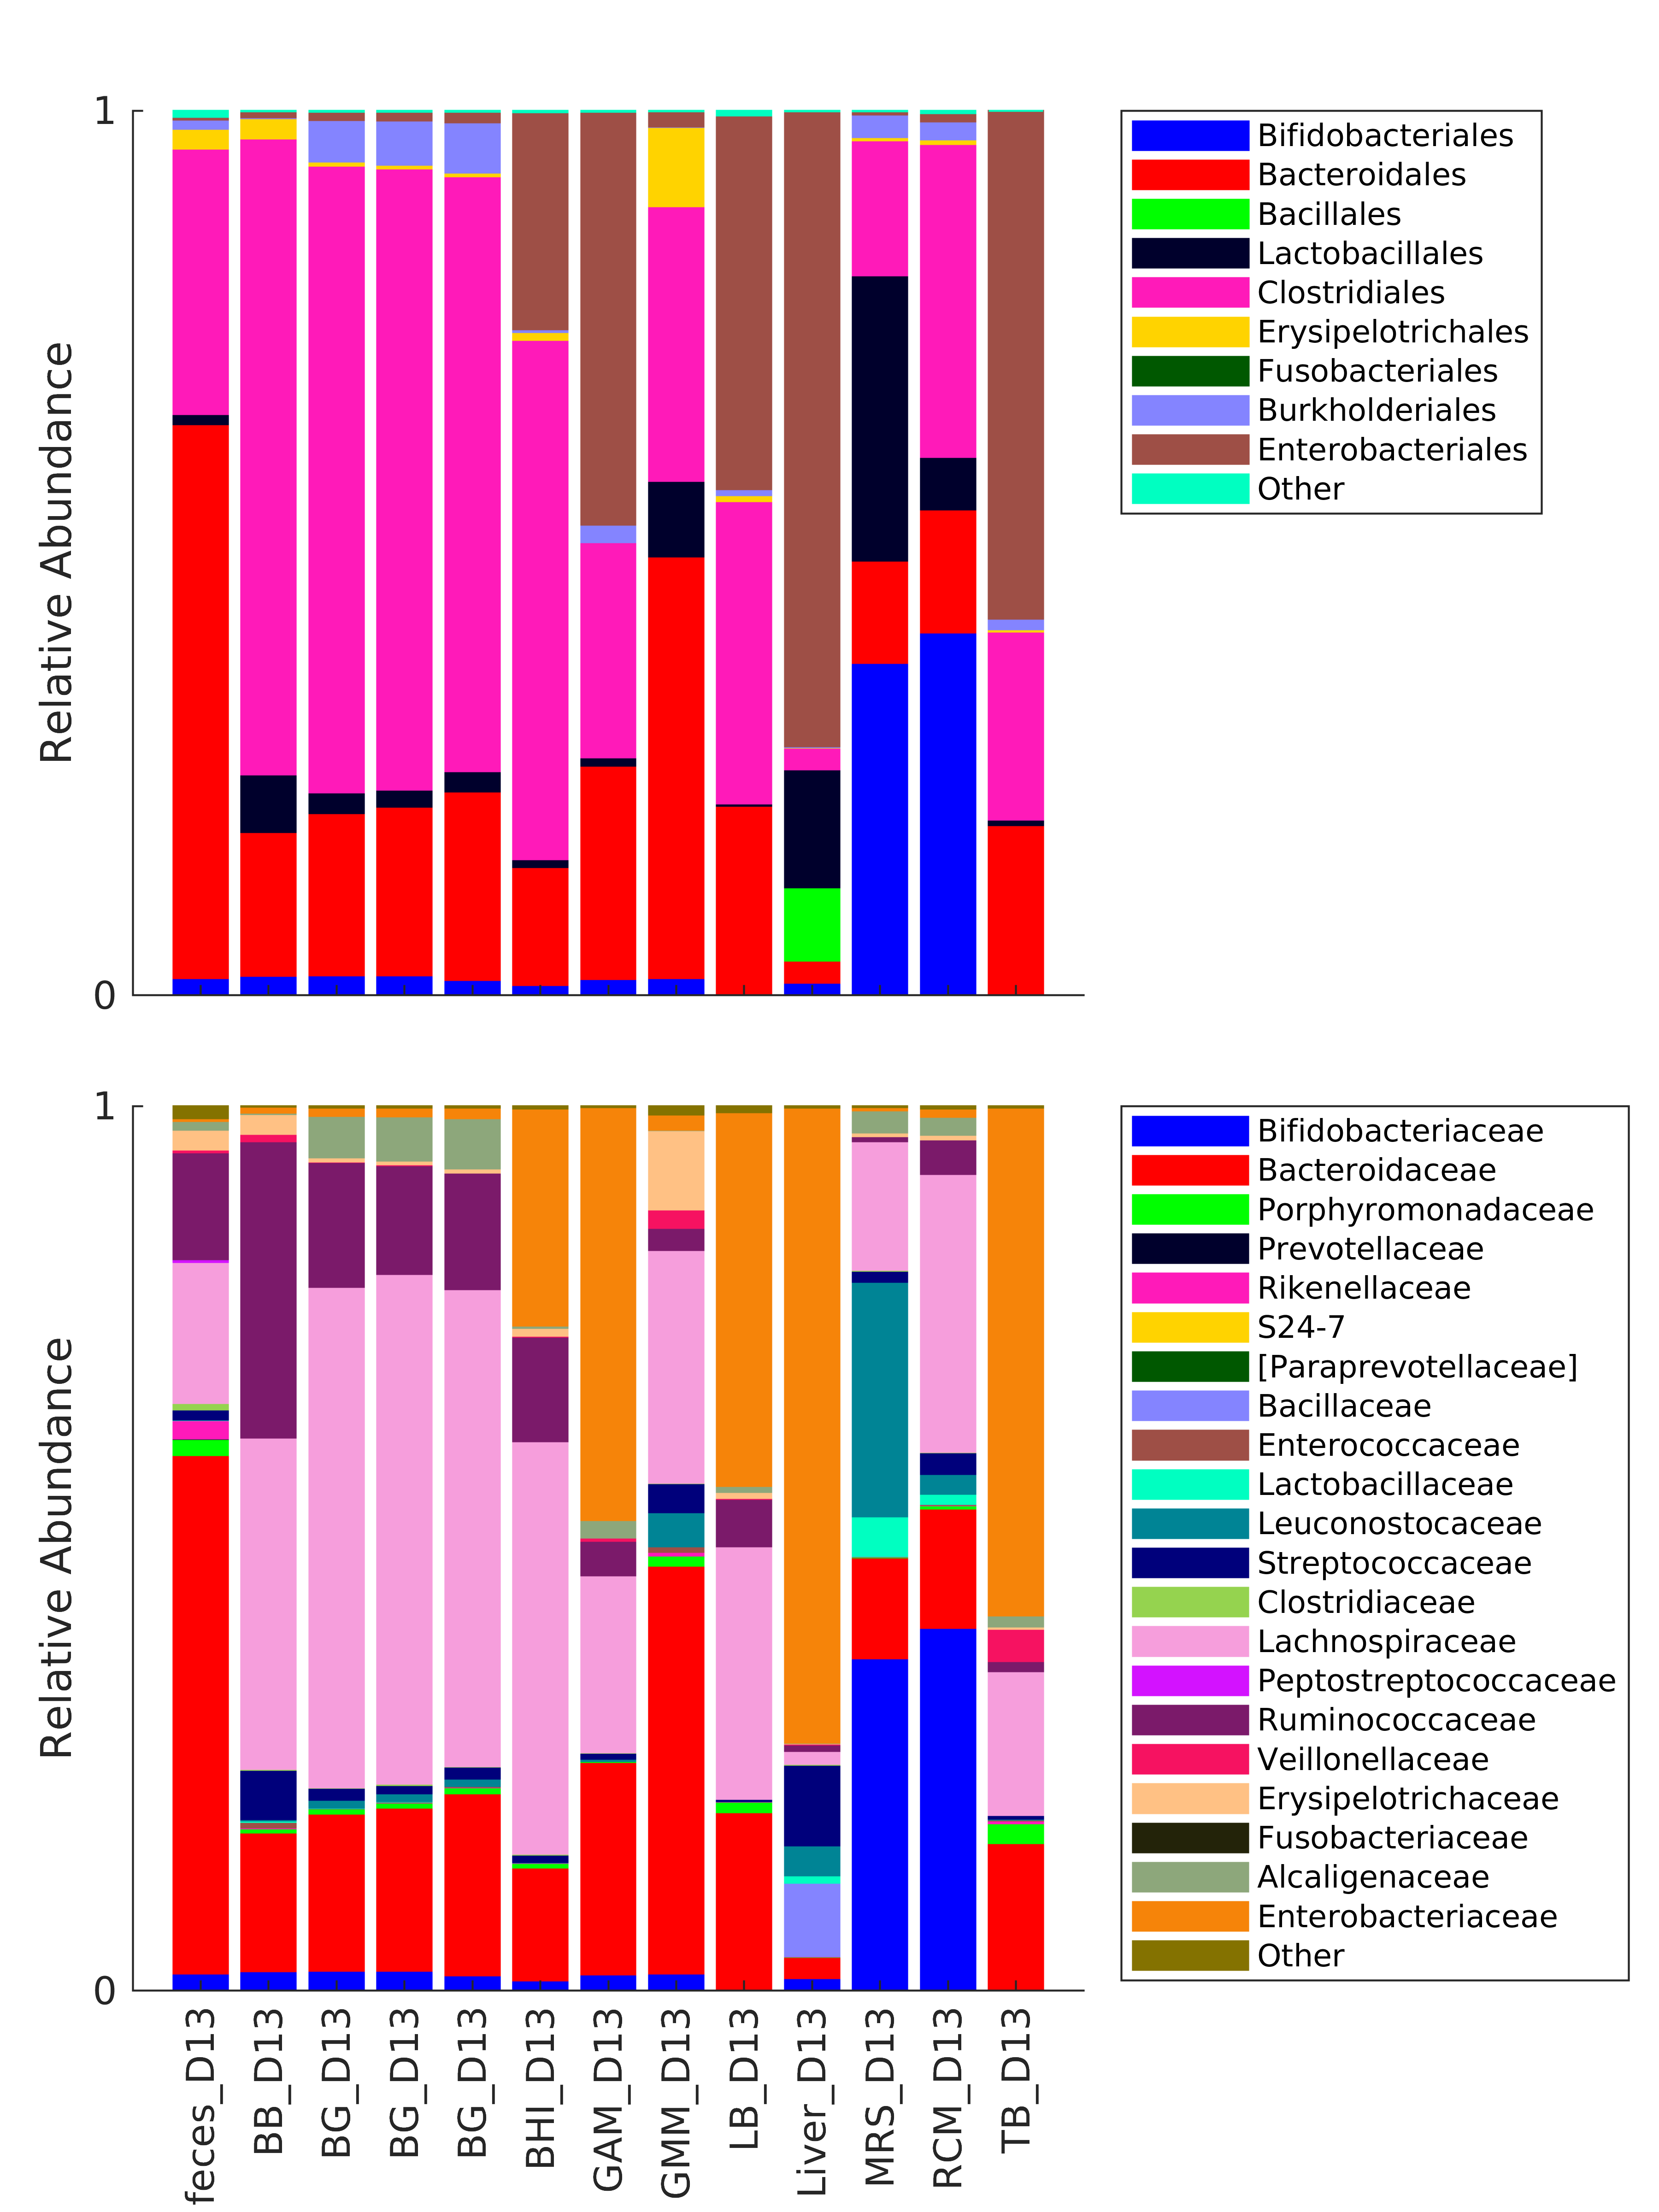 1
Relative Abundance
0
Bifidobacteriales
Bacteroidales
Bacillales
Lactobacillales
Clostridiales
Erysipelotrichales
Fusobacteriales
Burkholderiales
Enterobacteriales
Other
1
Relative Abundance
0
Bifidobacteriaceae
Bacteroidaceae
Porphyromonadaceae
Prevotellaceae
Rikenellaceae
S24-7
[Paraprevotellaceae]
Bacillaceae
Enterococcaceae
Lactobacillaceae
Leuconostocaceae
Streptococcaceae
Clostridiaceae
Lachnospiraceae
Peptostreptococcaceae
Ruminococcaceae
Veillonellaceae
Erysipelotrichaceae
Fusobacteriaceae
Alcaligenaceae
Enterobacteriaceae
Other
feces_D13
BB_D13
BG_D13
BG_D13
BG_D13
BHI_D13
GAM_D13
GMM_D13
LB_D13
Liver_D13
MRS_D13
RCM_D13
TB_D13